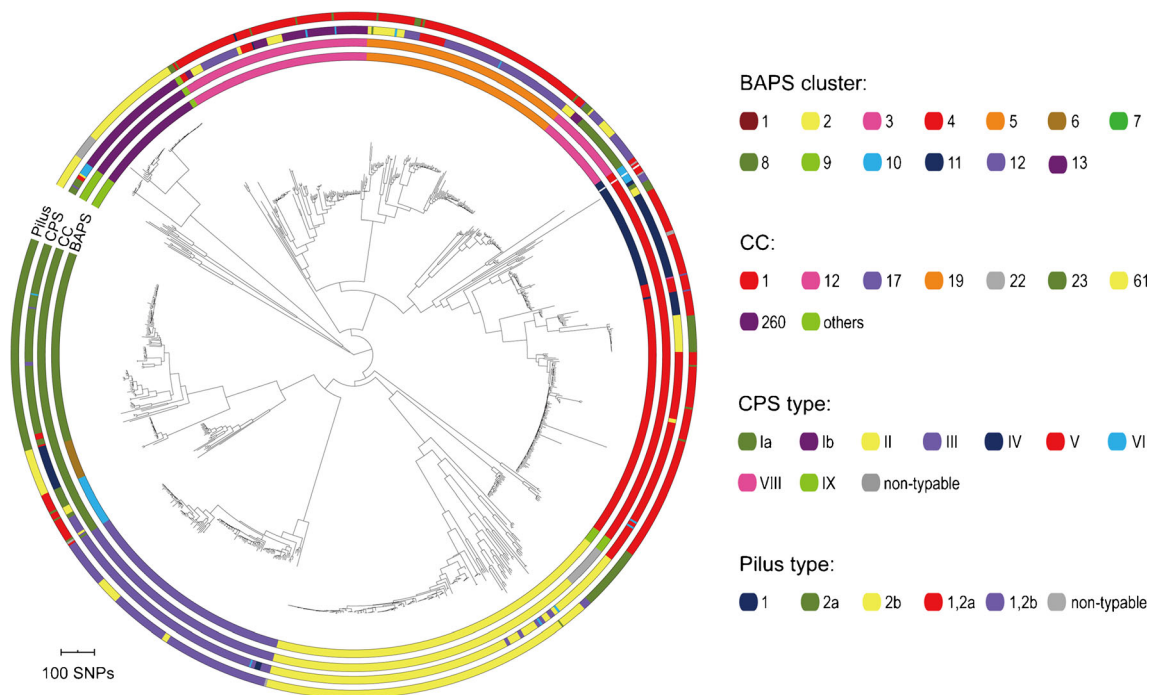 Pilus
CPS
CC
BAPS
100 SNPs
BAPS cluster:
1 2 3 4 5 6 7
8 9 10 11 12 13
CC:
1 12 17 19 22 23 61
260 others
CPS type:
Ia Ib II III IV V VI
VIII IX non-typable
Pilus type:
1 2a 2b 1,2a 1,2b non-typable